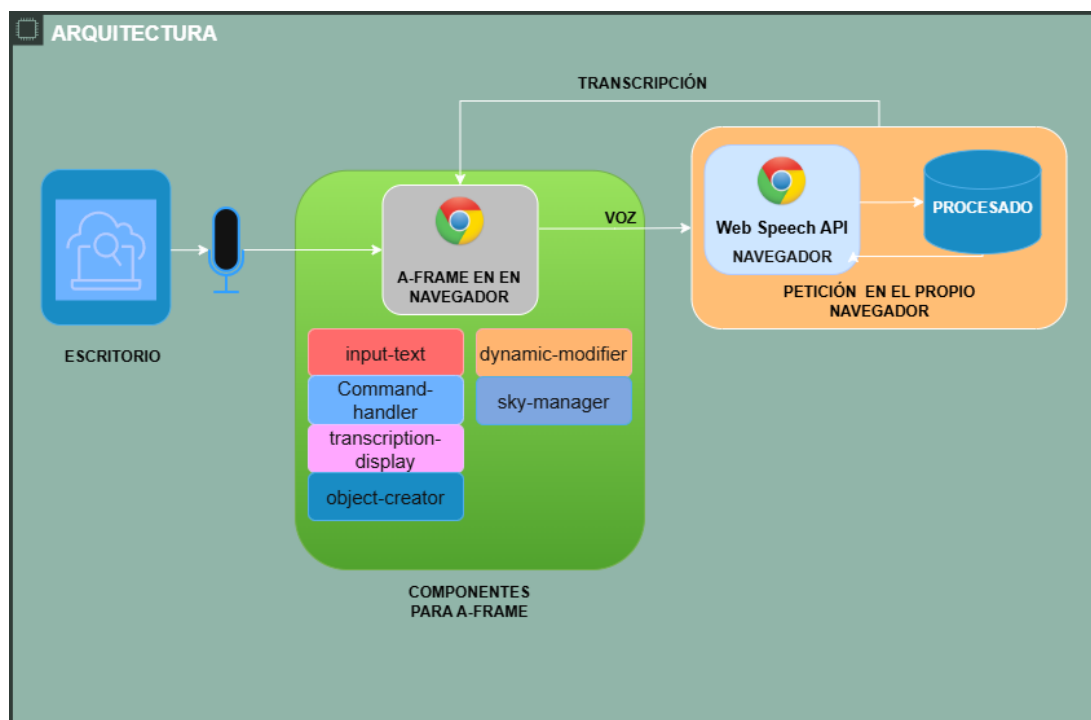 ARQUITECTURA
TRANSCRIPCIÓN
ESCRITORIO
A-FRAME EN EN
NAVEGADOR
VOZ
Web Speech API
NAVEGADOR
PROCESADO
PETICIÓN EN EL PROPIO
NAVEGADOR
input-text
Command-
handler
transcription-
display
object-creator
dynamic-modifier
sky-manager
COMPONENTES
PARA A-FRAME